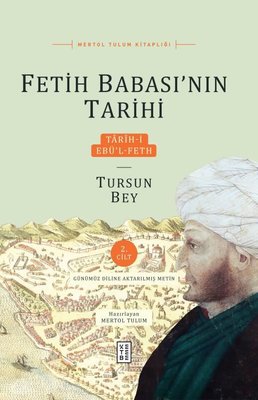 MERTOL TULUM KİTAPLIĞI
FETİH BABASI'NIN
TARİHİ
TÂRÎH-İ
EBÜ'L-FETH
TURSUN
BEY
2.
CİLT
GÜNÜMÜZ DİLİNE AKTARILMIŞ METİN
Hazırlayan
MERTOL TULUM
KETEBE